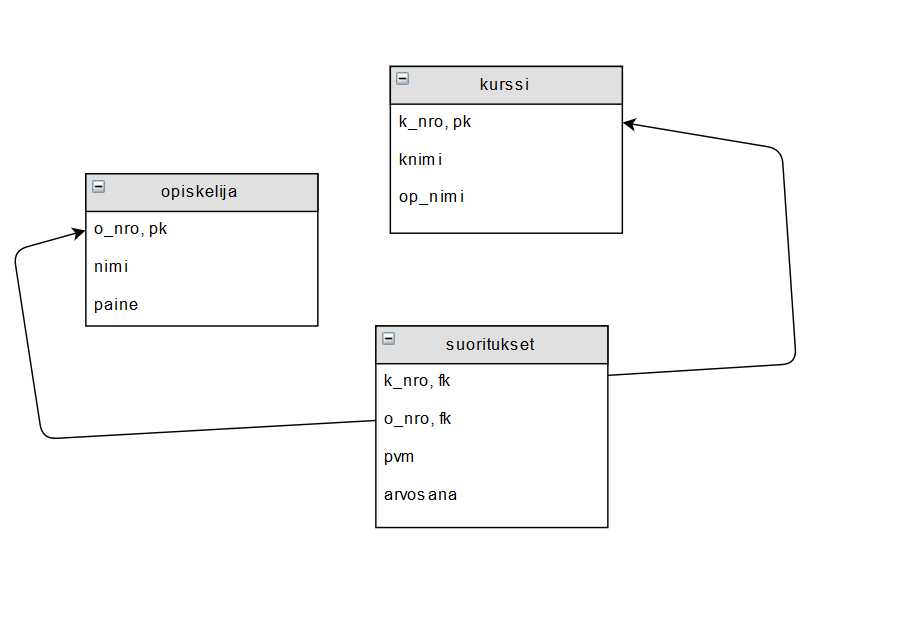 kurssi
k_nro, pk
knimi
op_nimi
opiskelija
o_nro, pk
nimi
paine
suoritukset
k_nro, fk
o_nro, fk
pvm
arvosana